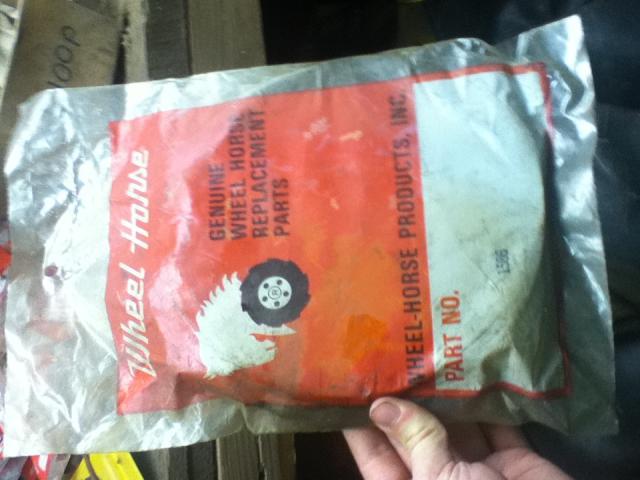 Wheel Horse
GENUINE
WHEEL HORSE
REPLACEMENT
PARTS
®
WHEEL-HORSE PRODUCTS, INC.
PART NO.